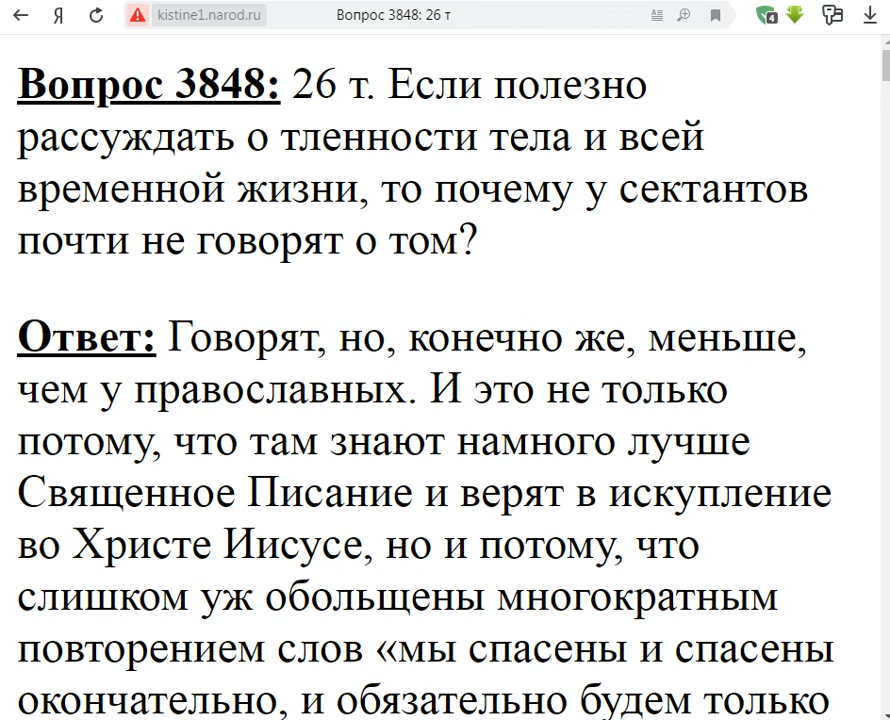 Я kistine1.narod.ru Вопрос 3848: 26 т 4
Вопрос 3848: 26 т. Если полезно
рассуждать о тленности тела и всей
временной жизни, то почему у сектантов
почти не говорят о том?
Ответ: Говорят, но, конечно же, меньше,
чем у православных. И это не только
потому, что там знают намного лучше
Священное Писание и верят в искупление
во Христе Иисусе, но и потому, что
слишком уж обольщены многократным
повторением слов «мы спасены и спасены
окончательно, и обязательно будем только